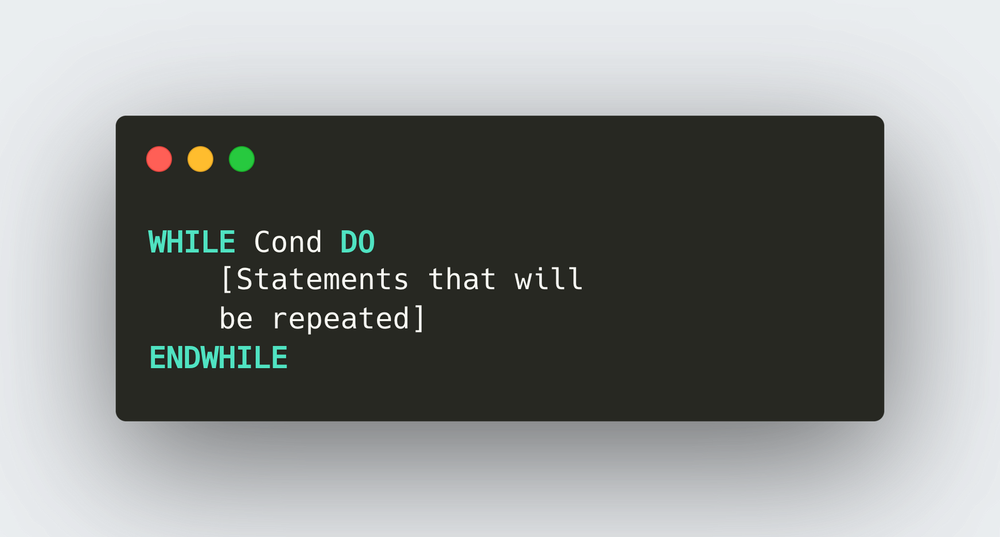 WHILE Cond DO
[Statements that will
be repeated]
ENDWHILE